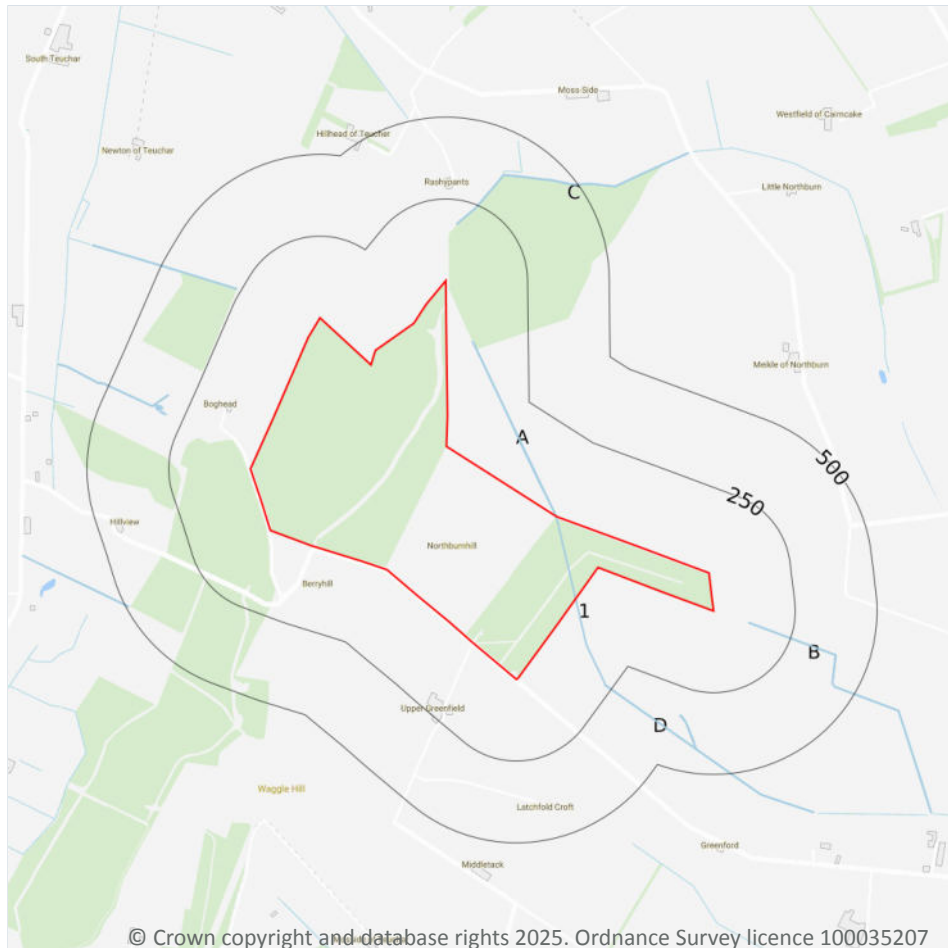 South Teuchar
Moss Side
Westfield of Cairncake
Hillhead of Teuchar
Newton of Teuchar
Rashypants
C
Little Northburn
Meikle of Northburn
Boghead
A
500
250
Hillview
Northburnhill
Berryhill
1
B
Upper Greenfield
D
Waggle Hill
Latchfold Croft
Greenford
Middletack
© Crown copyright and database rights 2025. Ordnance Survey licence 100035207